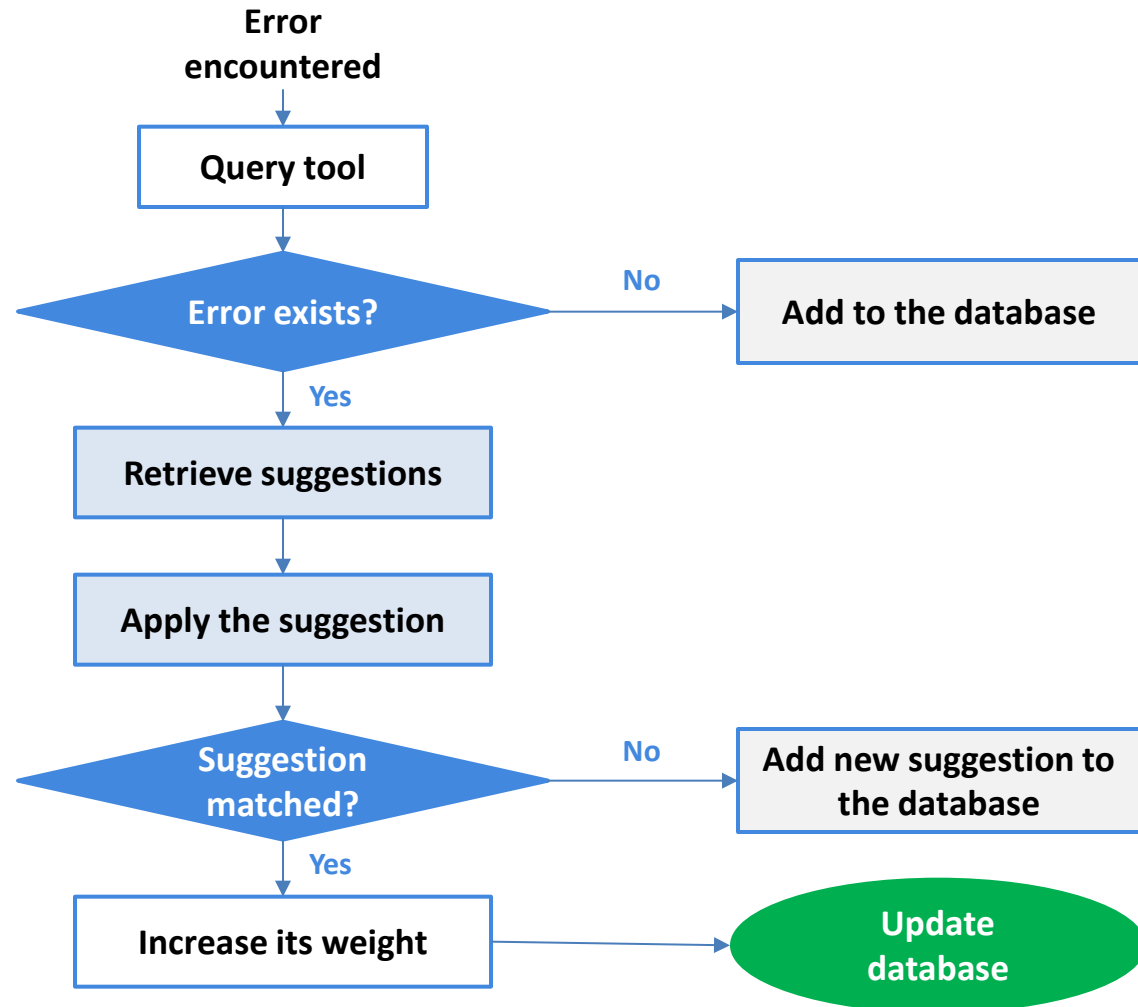 Error
encountered
Query tool
Error exists?
No
Add to the database
Yes
Retrieve suggestions
Apply the suggestion
Suggestion
matched?
No
Add new suggestion to
the database
Yes
Increase its weight
Update
database